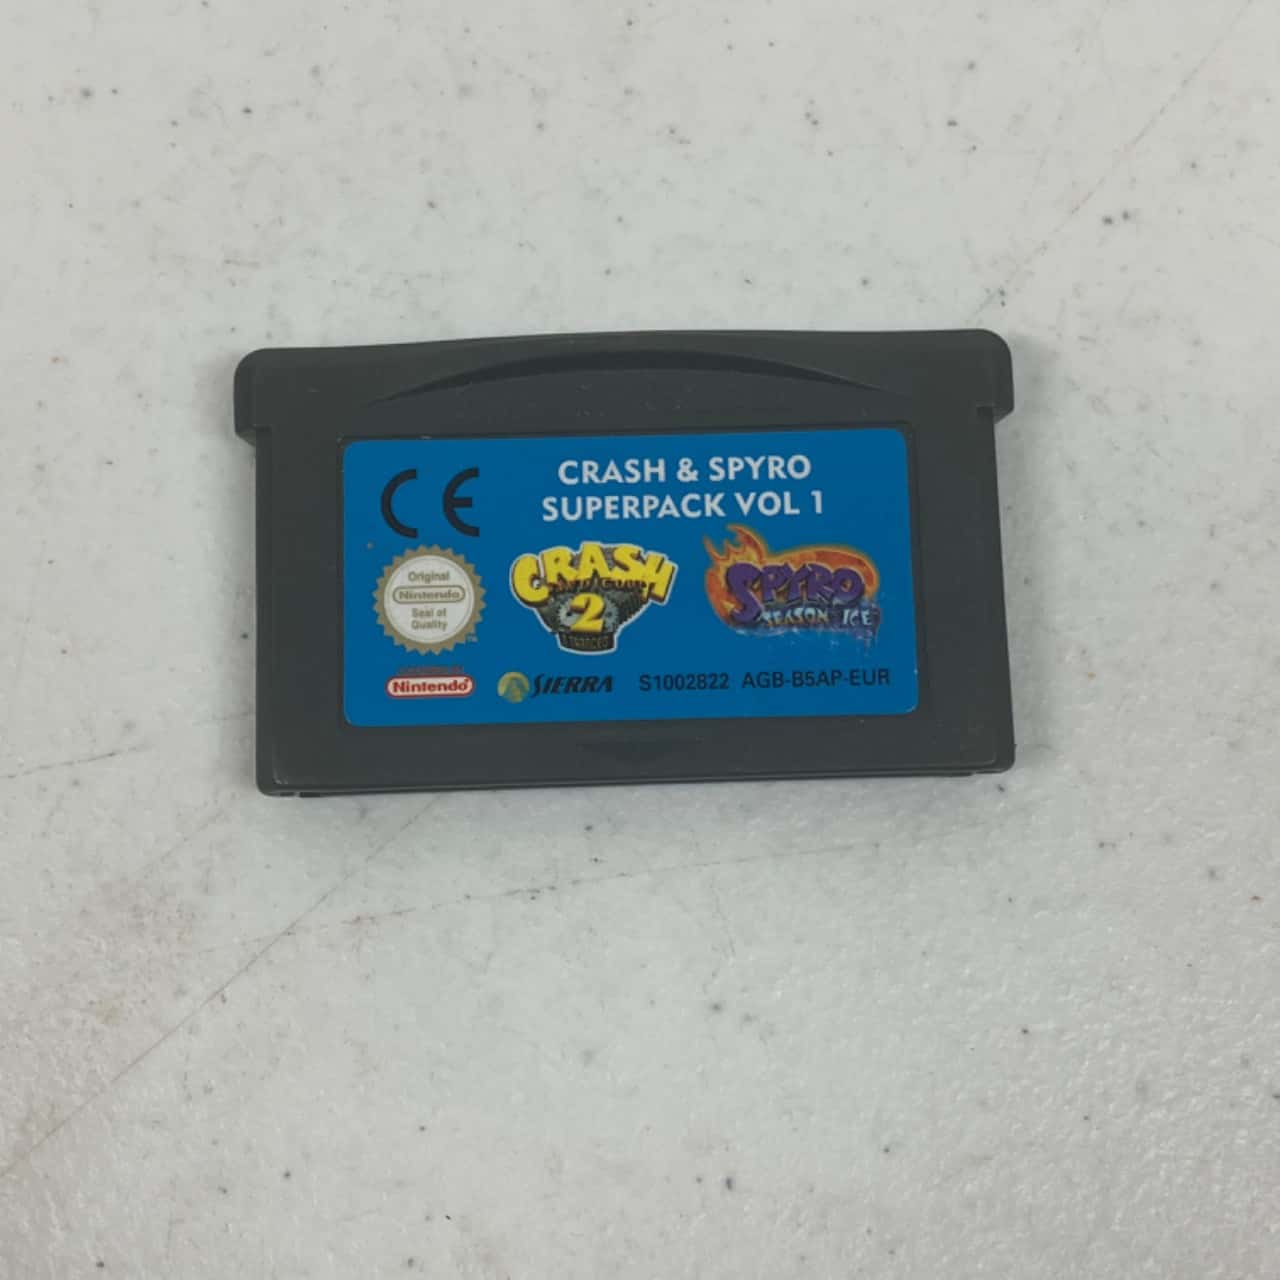 CE
CRASH & SPYRO
SUPERPACK VOL 1
Original
Nintendo
Seal of
Quality
TM
CRASH
2
SPYRO
SEASON ICE
Nintendo
SIERRA
S1002822 AGB-B5AP-EUR